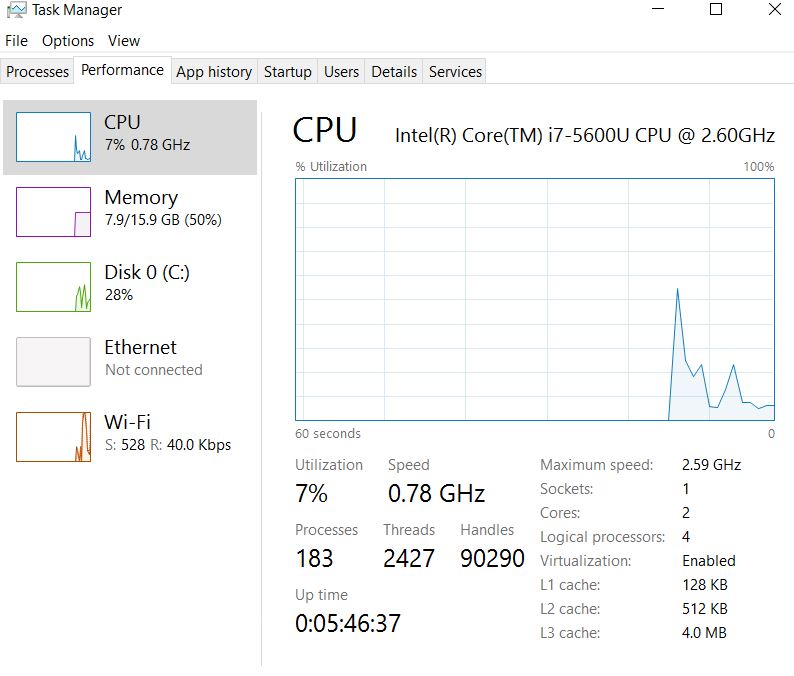 Task Manager
File Options View
Processes Performance App history Startup Users Details Services
CPU
7% 0.78 GHz
Memory
7.9/15.9 GB (50%)
Disk 0 (C:)
28%
Ethernet
Not connected
Wi-Fi
S: 528 R: 40.0 Kbps
CPU Intel(R) Core(TM) i7-5600U CPU @ 2.60GHz
% Utilization 100%
60 seconds 0
Utilization Speed
7% 0.78 GHz
Processes Threads Handles
183 2427 90290
Up time
0:05:46:37
Maximum speed: 2.59 GHz
Sockets: 1
Cores: 2
Logical processors: 4
Virtualization: Enabled
L1 cache: 128 KB
L2 cache: 512 KB
L3 cache: 4.0 MB